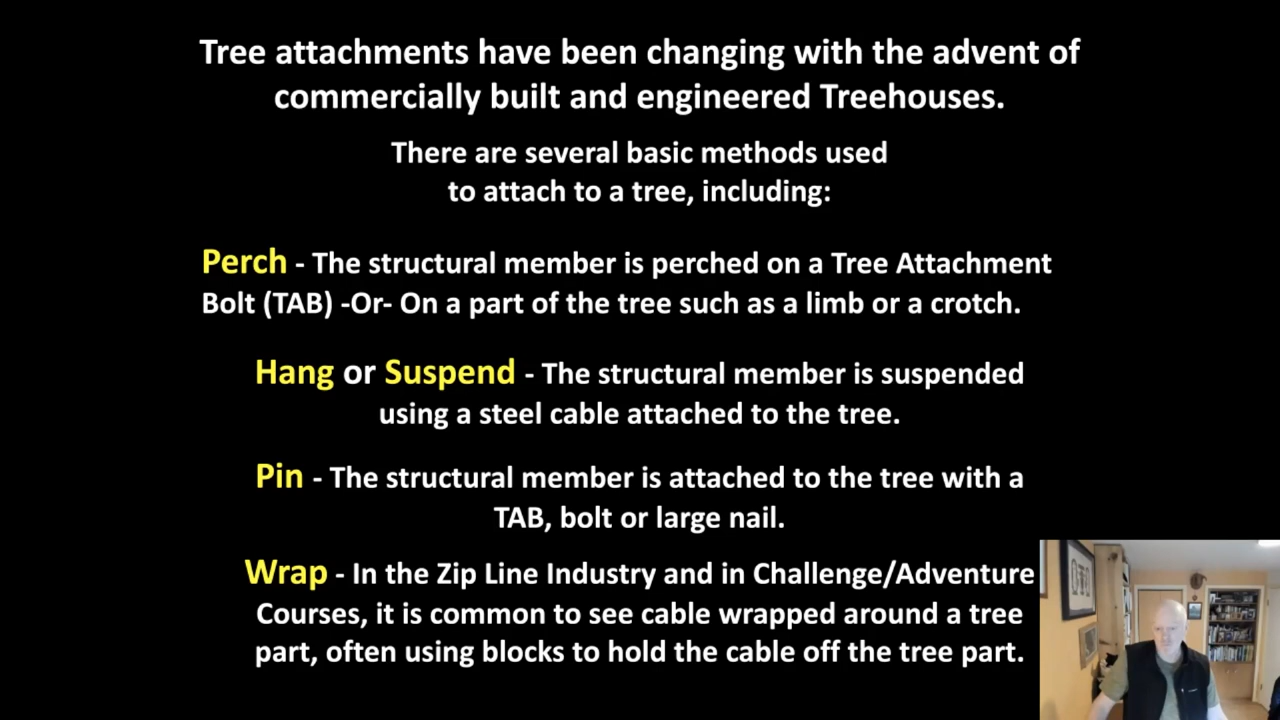 Tree attachments have been changing with the advent of
commercially built and engineered Treehouses.
There are several basic methods used
to attach to a tree, including:
Perch - The structural member is perched on a Tree Attachment
Bolt (TAB) -Or- On a part of the tree such as a limb or a crotch.
Hang or Suspend - The structural member is suspended
using a steel cable attached to the tree.
Pin - The structural member is attached to the tree with a
TAB, bolt or large nail.
Wrap - In the Zip Line Industry and in Challenge/Adventure
Courses, it is common to see cable wrapped around a tree
part, often using blocks to hold the cable off the tree part.